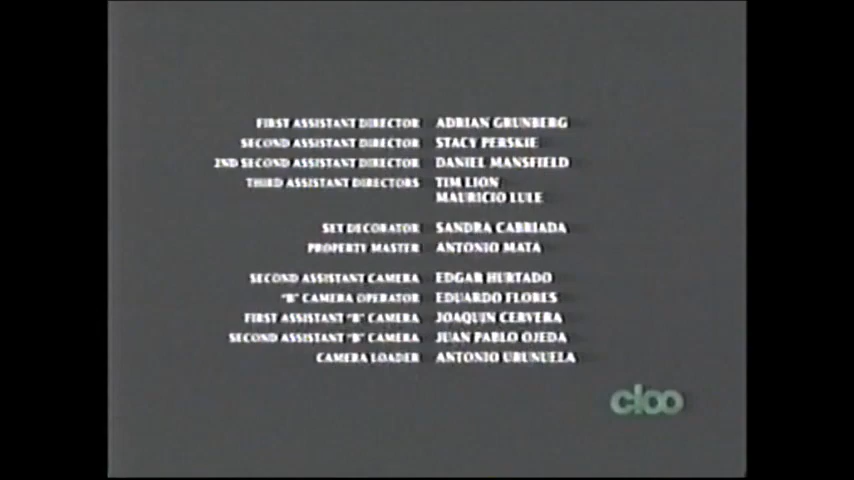 FIRST ASSISTANT DIRECTOR ADRIAN GRUNBERG
SECOND ASSISTANT DIRECTOR STACY PERSKIE
2ND SECOND ASSISTANT DIRECTOR DANIEL MANSFIELD
THIRD ASSISTANT DIRECTORS TIM LION
MAURICIO LULE
SET DECORATOR SANDRA CABRIADA
PROPERTY MASTER ANTONIO MATA
SECOND ASSISTANT CAMERA EDGAR HURTADO
"B" CAMERA OPERATOR EDUARDO FLORES
FIRST ASSISTANT "B" CAMERA JOAQUIN CERVERA
SECOND ASSISTANT "B" CAMERA JUAN PABLO OJEDA
CAMERA LOADER ANTONIO URUNUELA
cloo